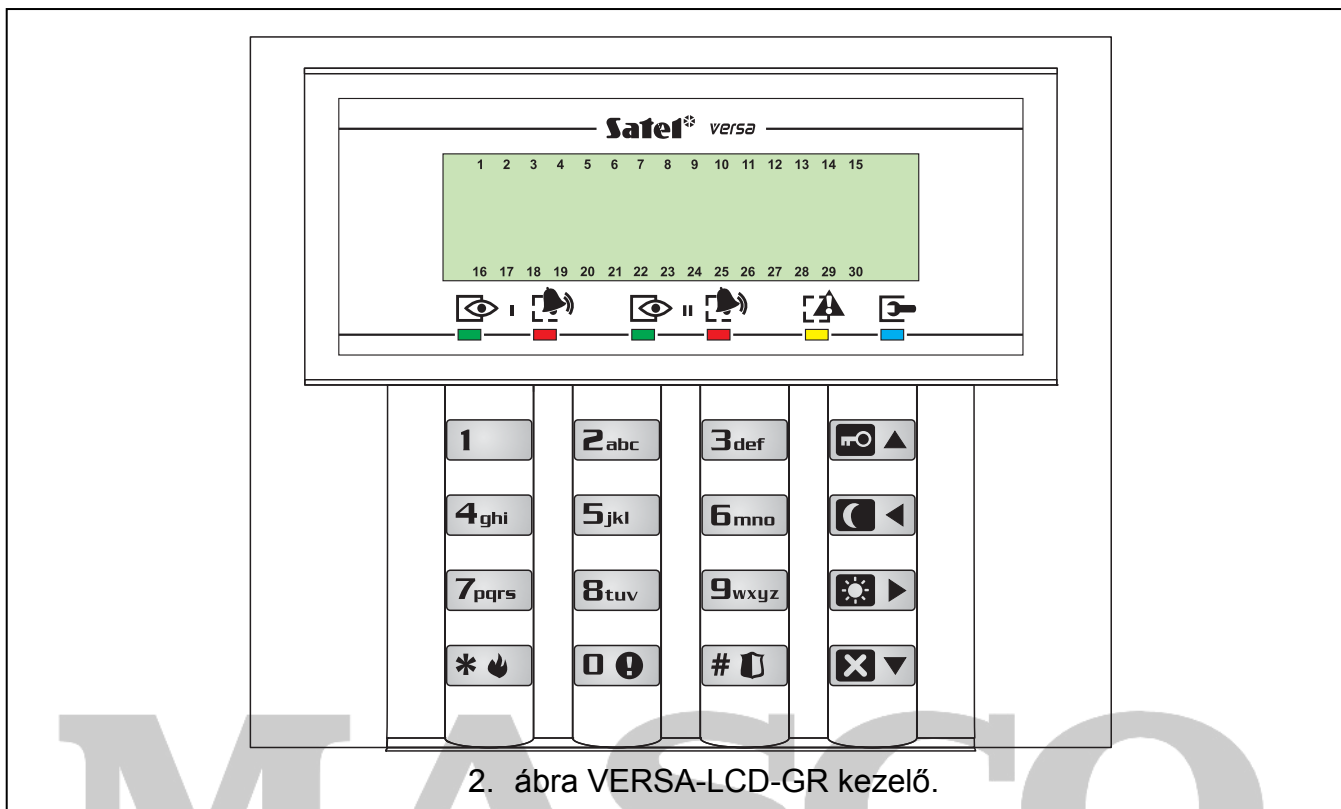 Satel versa
1 2 3 4 5 6 7 8 9 10 11 12 13 14 15
16 17 18 19 20 21 22 23 24 25 26 27 28 29 30
I II
1 2abc 3def
4ghi 5jkl 6mno
7pqrs 8tuv 9wxyz
* 0 #
MASCO
2. ábra VERSA-LCD-GR kezelő.